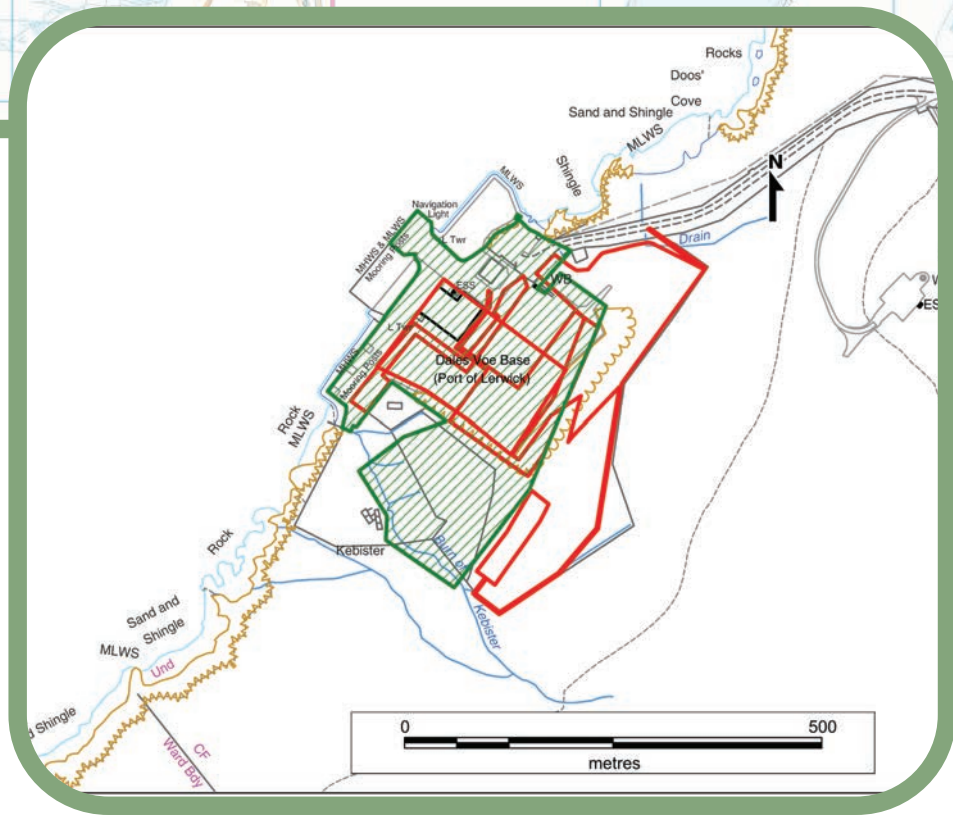 Rocks
Doos'
Cove
Sand and Shingle
MLWS
N
Shingle
MLWS
Navigation
Light
L Twr
MHWS & MLWS
Mooring Posts
Drain
WB
ESS
ES
L Twr
Dales Voe Base
(Port of Lerwick)
MHWS
Mooring Posts
Rock
MLWS
Rock
Kebister
Burn of
Kebister
Sand and
Shingle
MLWS
Und
d Shingle
CF
Ward Bdy
0 500
metres